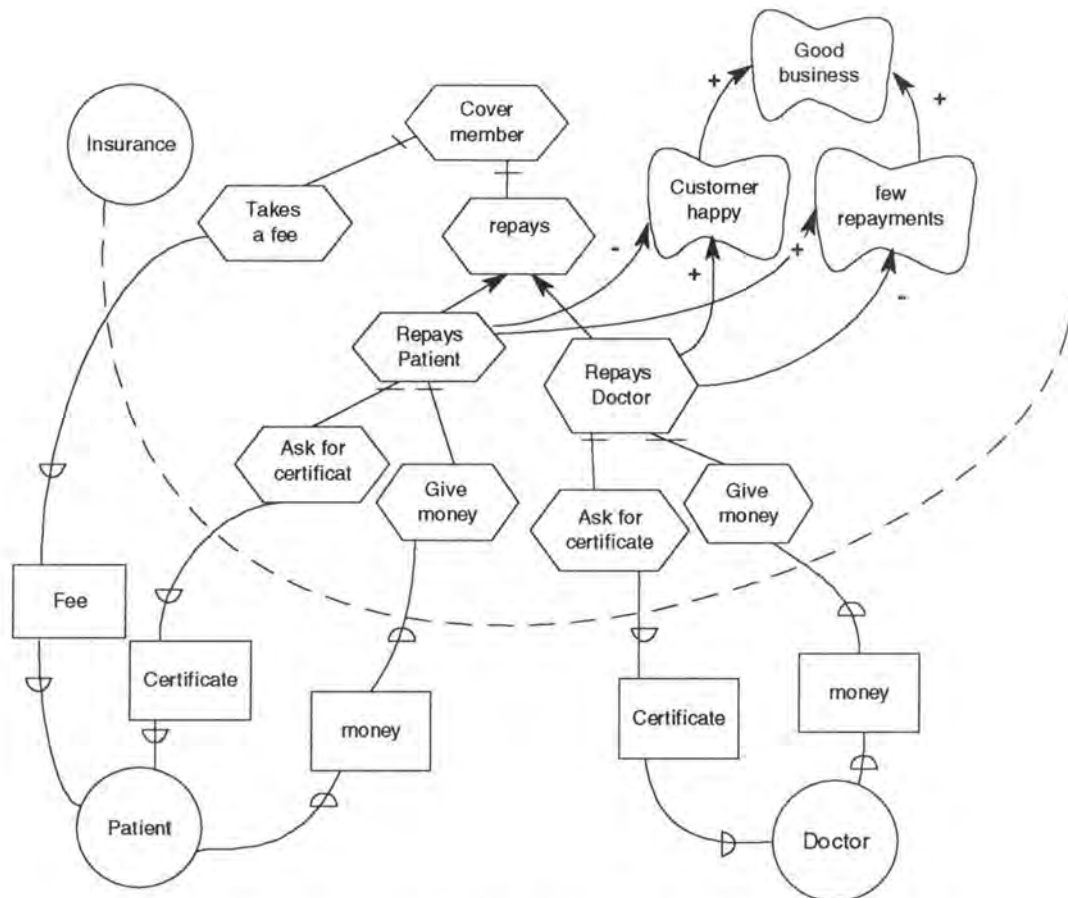 Good
business
+
+
Cover
member
Insurance
Customer
happy
few
repayments
Takes
a fee
repays
-
+
+
-
Repays
Patient
Repays
Doctor
Ask for
certificat
Give
money
Ask for
certificate
Give
money
Fee
Certificate
money
Certificate
money
Patient
Doctor